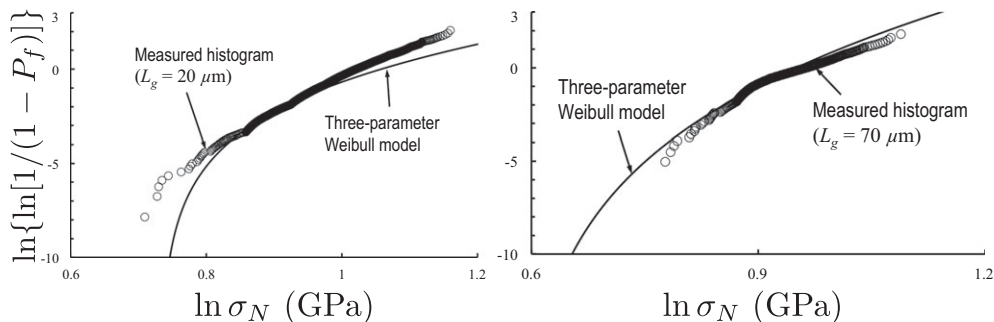 ln{ln[1/(1 − P_f)]}
3
0
-5
-10
0.6
0.8
1
1.2
Measured histogram
(L_g = 20 μm)
Three-parameter
Weibull model
ln σ_N (GPa)
3
0
-5
-10
0.6
0.9
1.2
Three-parameter
Weibull model
Measured histogram
(L_g = 70 μm)
ln σ_N (GPa)